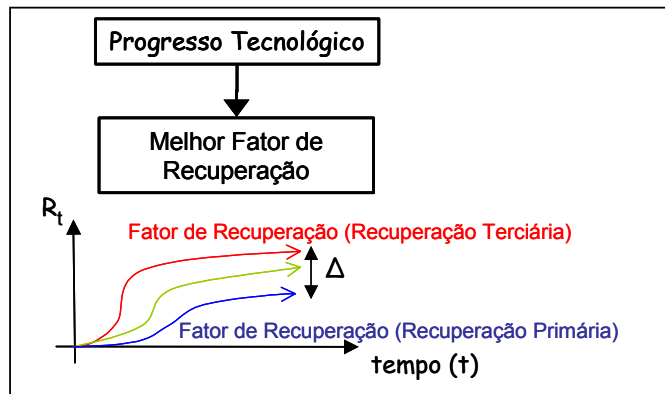 Progresso Tecnológico
Melhor Fator de
Recuperação
Rt
Fator de Recuperação (Recuperação Terciária)
Δ
Fator de Recuperação (Recuperação Primária)
tempo (t)